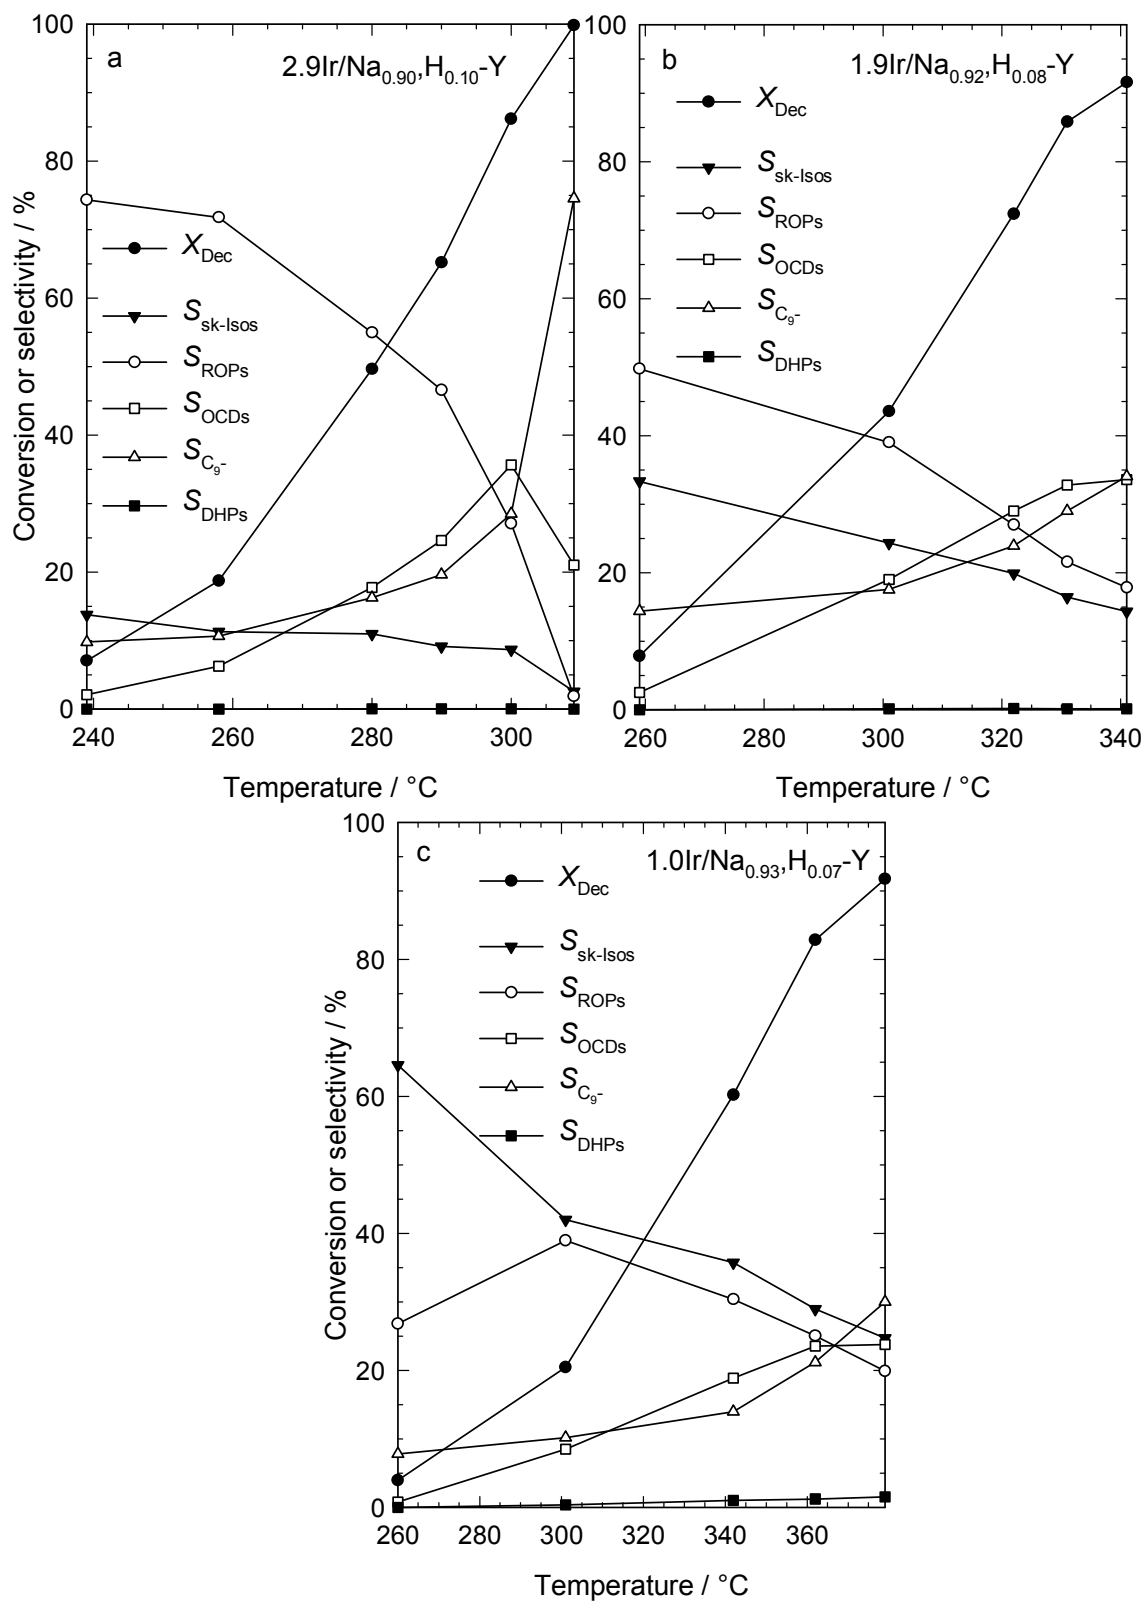 a
2.9Ir/Na0.90,H0.10-Y
Conversion or selectivity / %
100
80
60
40
20
0
XDec
Ssk-Isos
SROPs
SOCDs
SC9-
SDHPs
240 260 280 300
Temperature / °C
b
1.9Ir/Na0.92,H0.08-Y
100
80
60
40
20
0
XDec
Ssk-Isos
SROPs
SOCDs
SC9-
SDHPs
260 280 300 320 340
Temperature / °C
c
1.0Ir/Na0.93,H0.07-Y
Conversion or selectivity / %
100
80
60
40
20
0
XDec
Ssk-Isos
SROPs
SOCDs
SC9-
SDHPs
260 280 300 320 340 360
Temperature / °C